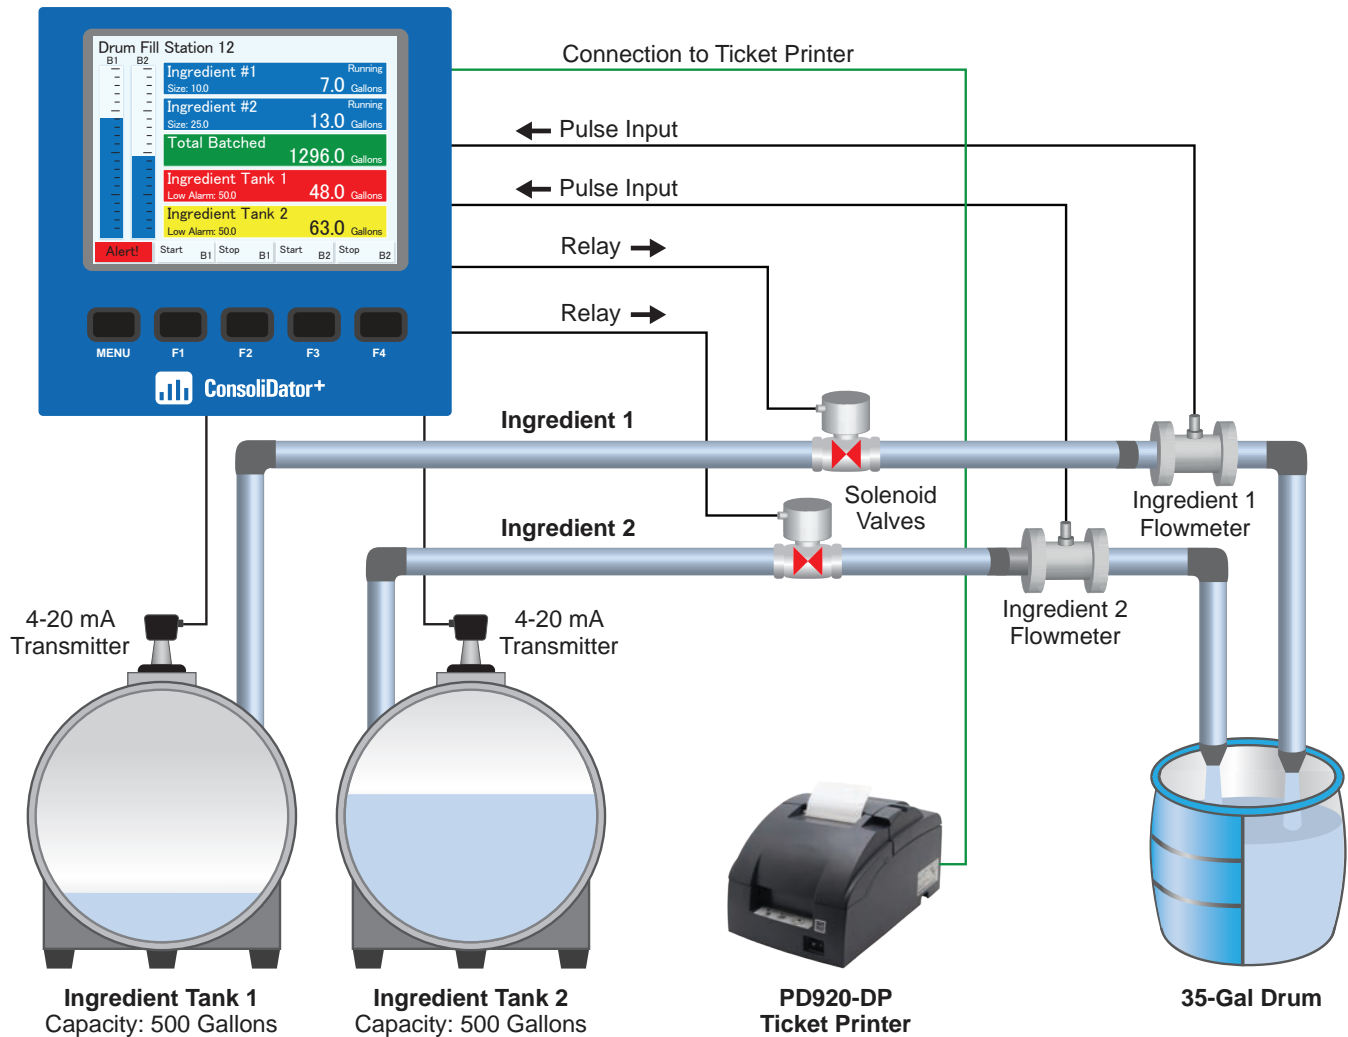 Drum Fill Station 12
B1 B2
Ingredient #1 Running
Size: 10.0 7.0 Gallons
Ingredient #2 Running
Size: 25.0 13.0 Gallons
Total Batched
1296.0 Gallons
Ingredient Tank 1
Low Alarm: 50.0 48.0 Gallons
Ingredient Tank 2
Low Alarm: 50.0 63.0 Gallons
Alert! Start B1 Stop B1 Start B2 Stop B2
MENU F1 F2 F3 F4
ConsoliDator+
Connection to Ticket Printer
Pulse Input
Pulse Input
Relay
Relay
Ingredient 1
Solenoid
Valves
Ingredient 1
Flowmeter
Ingredient 2
Ingredient 2
Flowmeter
4-20 mA
Transmitter
4-20 mA
Transmitter
Ingredient Tank 1
Capacity: 500 Gallons
Ingredient Tank 2
Capacity: 500 Gallons
PD920-DP
Ticket Printer
35-Gal Drum